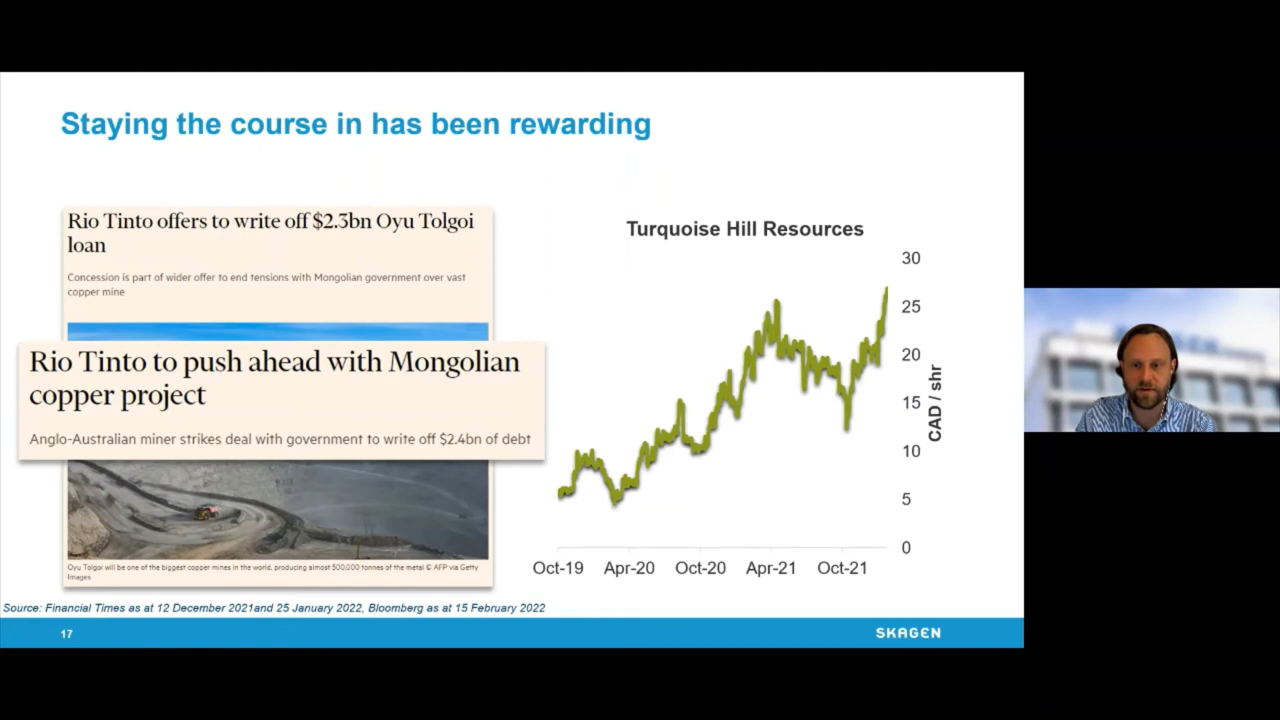 Staying the course in has been rewarding
Rio Tinto offers to write off $2.3bn Oyu Tolgoi
loan
Concession is part of wider offer to end tensions with Mongolian government over vast
copper mine
Rio Tinto to push ahead with Mongolian
copper project
Anglo-Australian miner strikes deal with government to write off $2.4bn of debt
Oyu Tolgoi will be one of the biggest copper mines in the world, producing almost 500,000 tonnes of the metal © AFP via Getty
Images
Turquoise Hill Resources
30
25
20
15
10
5
0
CAD / shr
Oct-19 Apr-20 Oct-20 Apr-21 Oct-21
Source: Financial Times as at 12 December 2021and 25 January 2022, Bloomberg as at 15 February 2022
17
SKAGEN